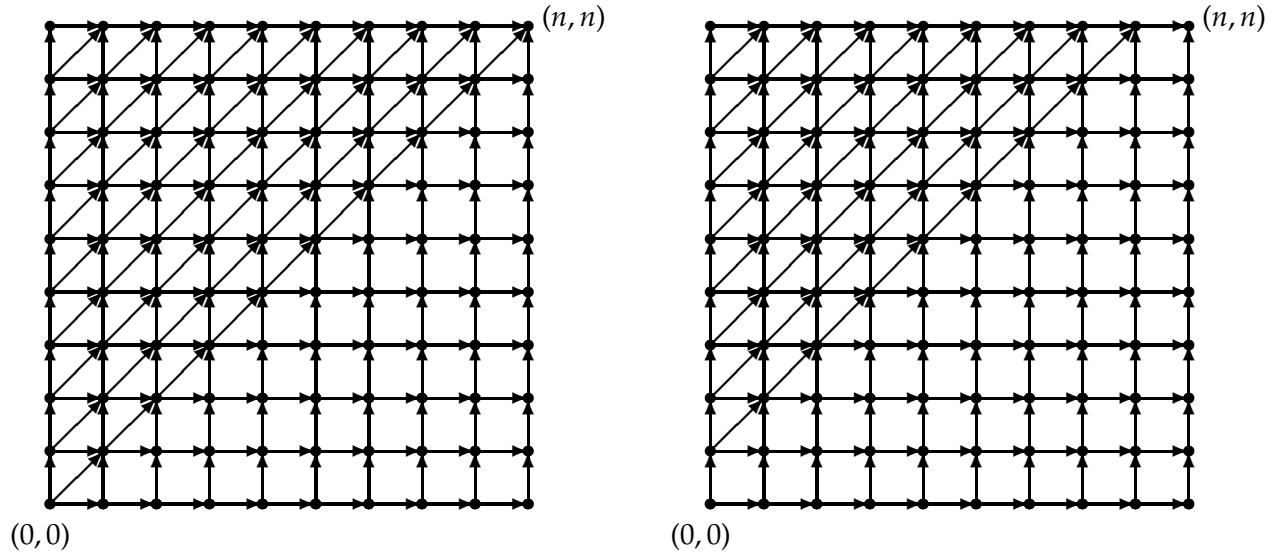 (n, n)
(n, n)
(0, 0)
(0, 0)